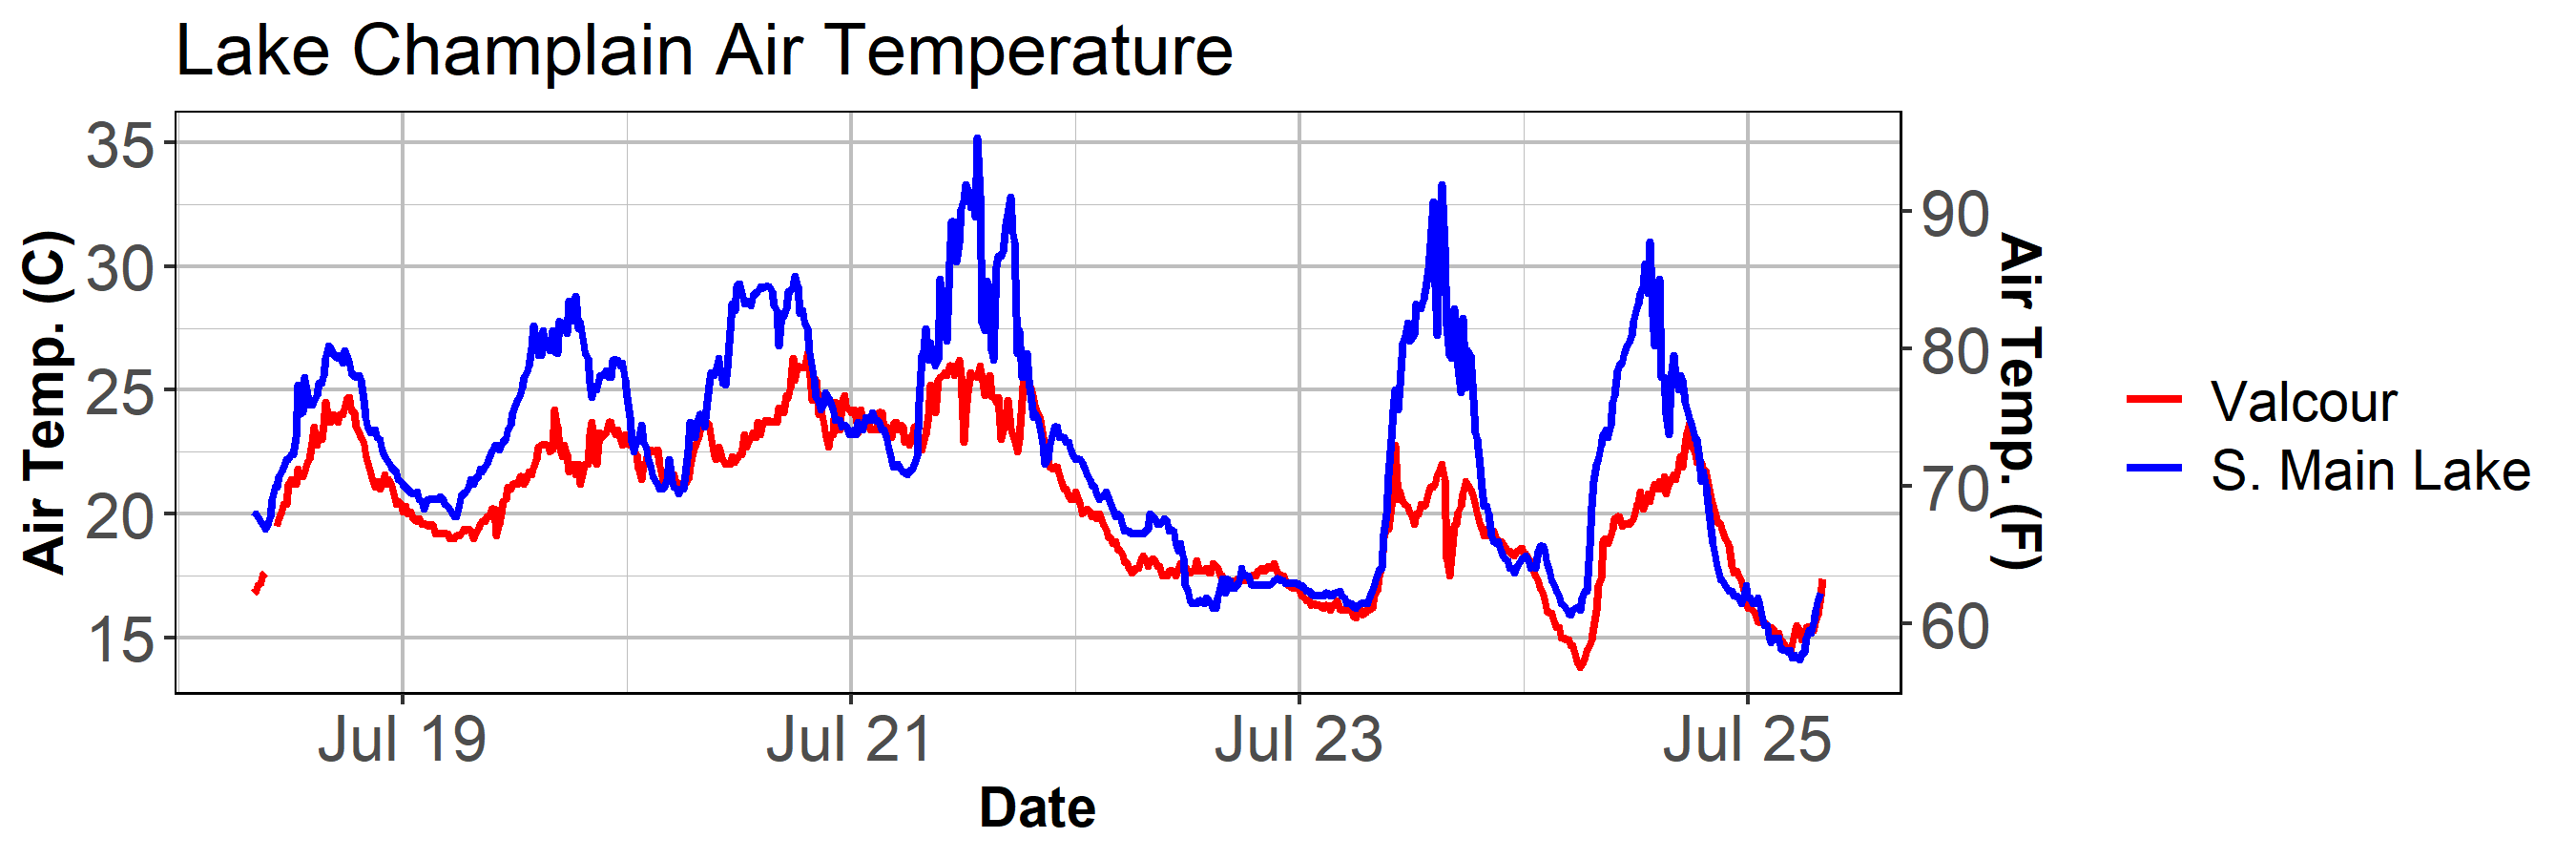 Lake Champlain Air Temperature
35
30
25
20
15
Air Temp. (C)
90
80
70
60
Air Temp. (F)
Jul 19
Jul 21
Jul 23
Jul 25
Date
Valcour
S. Main Lake